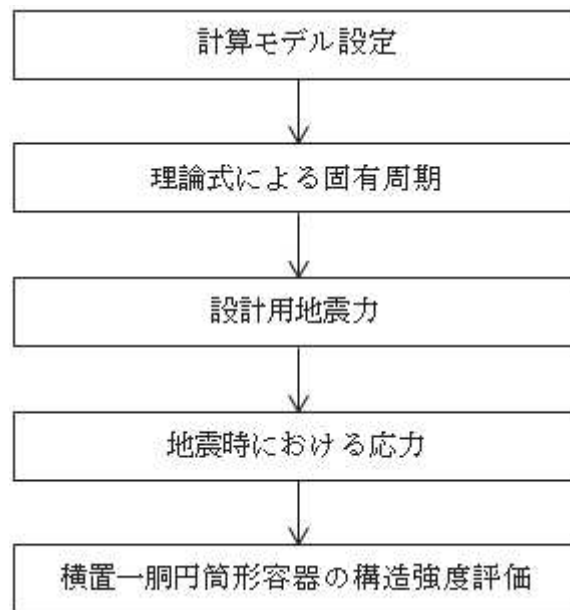 計算モデル設定
理論式による固有周期
設計用地震力
地震時における応力
横置一胴円筒形容器の構造強度評価